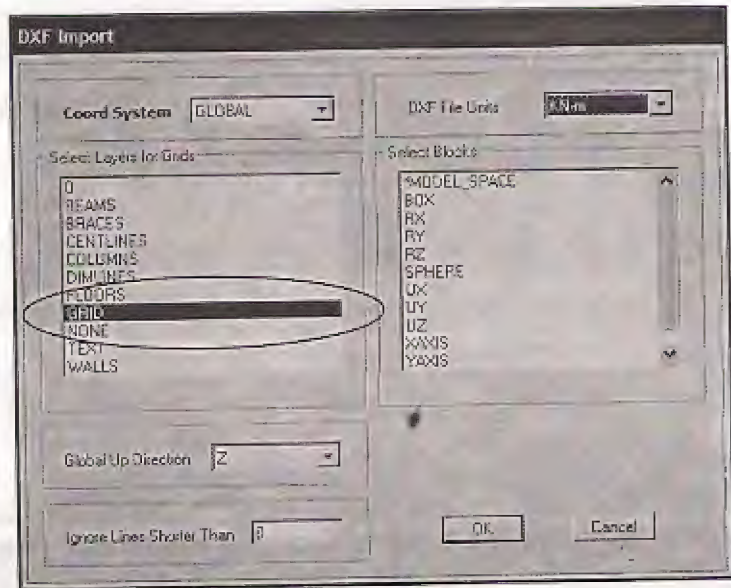 DXF Import
Coord System GLOBAL
DXF File Units KN-m
Select Layers for Grids
0
BEAMS
BRACES
CENTLINES
COLUMNS
DIMLINES
FLOORS
GRID
NONE
TEXT
WALLS
Select Blocks
*MODEL_SPACE
BOX
RX
RY
RZ
SPHERE
UX
UY
UZ
XAXIS
YAXIS
Global Up Direction Z
Ignore Lines Shorter Than 0
OK
Cancel